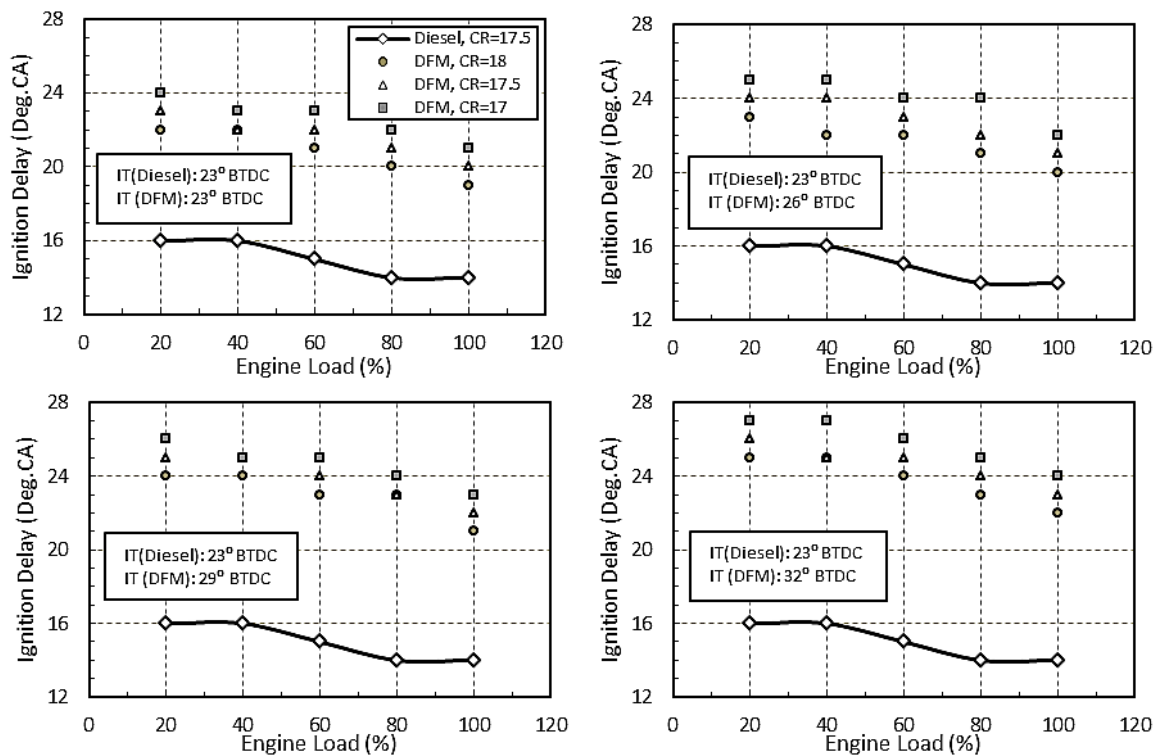 28
24
20
16
12
Ignition Delay (Deg.CA)
Diesel, CR=17.5
DFM, CR=18
DFM, CR=17.5
DFM, CR=17
IT(Diesel): 23° BTDC
IT (DFM): 23° BTDC
0 20 40 60 80 100 120
Engine Load (%)
28
24
20
16
12
Ignition Delay (Deg.CA)
IT(Diesel): 23° BTDC
IT (DFM): 26° BTDC
0 20 40 60 80 100 120
Engine Load (%)
28
24
20
16
12
Ignition Delay (Deg.CA)
IT(Diesel): 23° BTDC
IT (DFM): 29° BTDC
0 20 40 60 80 100 120
Engine Load (%)
28
24
20
16
12
Ignition Delay (Deg.CA)
IT(Diesel): 23° BTDC
IT (DFM): 32° BTDC
0 20 40 60 80 100 120
Engine Load (%)